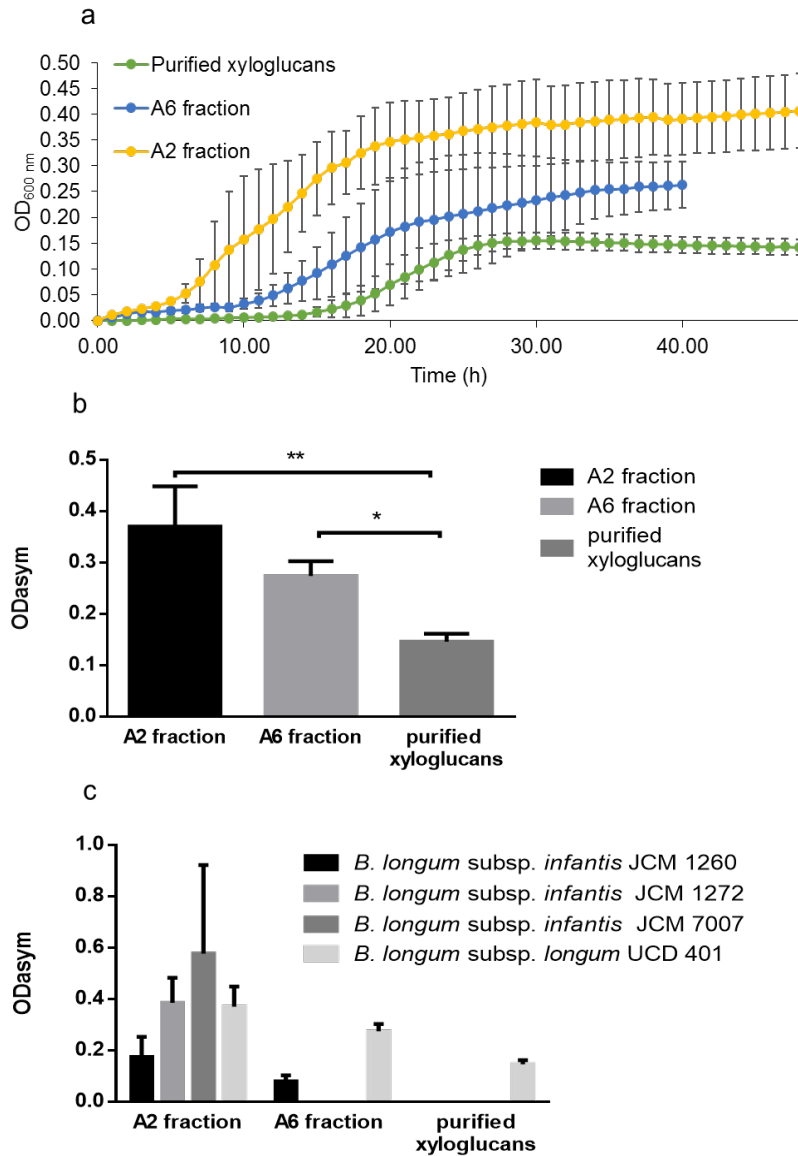 a
Purified xyloglucans
A6 fraction
A2 fraction
0.50
0.45
0.40
0.35
0.30
0.25
0.20
0.15
0.10
0.05
0.00
OD600 nm
0.00 10.00 20.00 30.00 40.00
Time (h)
b
**
*
A2 fraction
A6 fraction
purified
xyloglucans
0.5
0.4
0.3
0.2
0.1
0.0
ODasym
A2 fraction A6 fraction purified
xyloglucans
c
B. longum subsp. infantis JCM 1260
B. longum subsp. infantis JCM 1272
B. longum subsp. infantis JCM 7007
B. longum subsp. longum UCD 401
1.0
0.8
0.6
0.4
0.2
0.0
ODasym
A2 fraction A6 fraction purified
xyloglucans